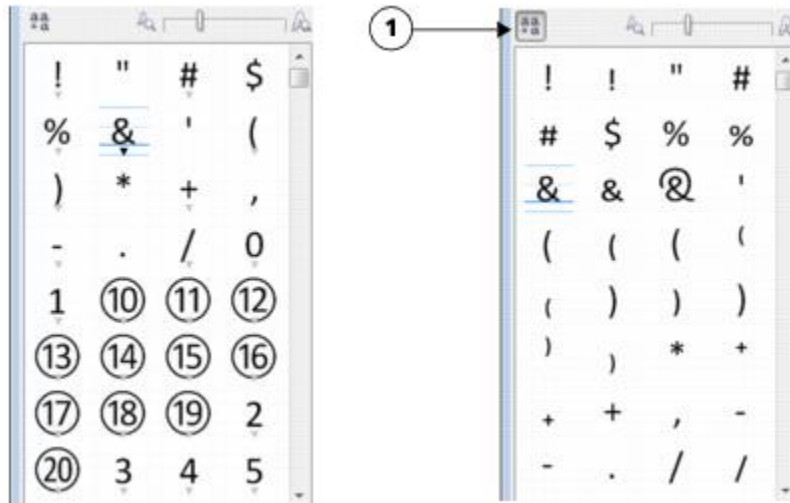 ! " # $
% & ' (
) * + ,
- . / 0
1 ⑩ ⑪ ⑫
⑬ ⑭ ⑮ ⑯
⑰ ⑱ ⑲ 2
⑳ 3 4 5
①
! ! " #
# $ % %
& & & '
( ( ( (
( ) ) )
) ) * +
+ + , -
- . / /